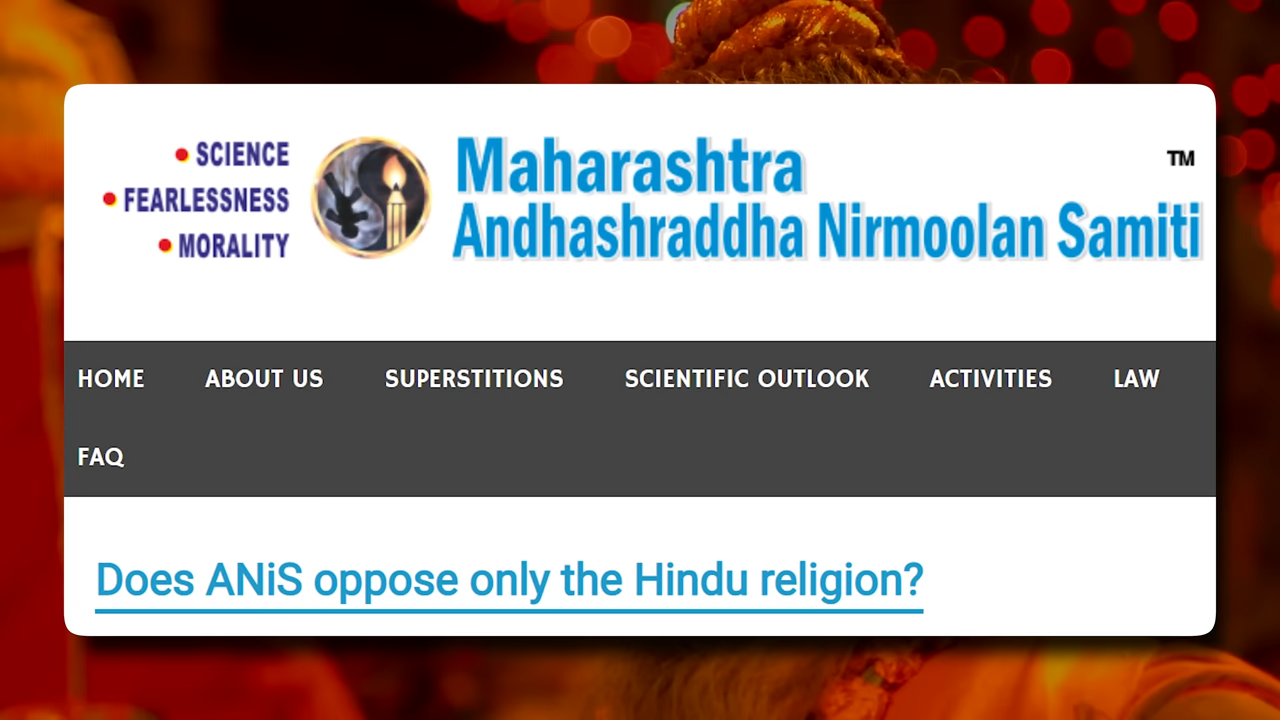 • SCIENCE
• FEARLESSNESS
• MORALITY
Maharashtra
Andhashraddha Nirmoolan Samiti
TM
HOME ABOUT US SUPERSTITIONS SCIENTIFIC OUTLOOK ACTIVITIES LAW
FAQ
Does ANiS oppose only the Hindu religion?